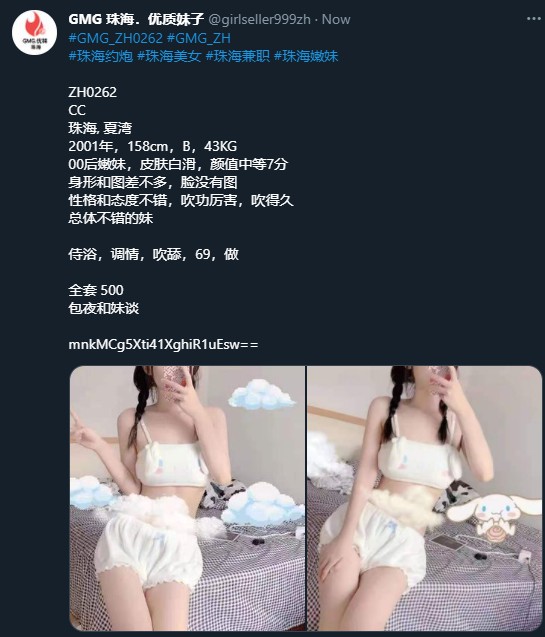 GMG 珠海．优质妹子 @girlseller999zh · Now
#GMG_ZH0262 #GMG_ZH
#珠海约炮 #珠海美女 #珠海兼职 #珠海嫩妹
ZH0262
CC
珠海, 夏湾
2001年，158cm，B，43KG
00后嫩妹，皮肤白滑，颜值中等7分
身形和图差不多，脸没有图
性格和态度不错，吹功厉害，吹得久
总体不错的妹
侍浴，调情，吹舔，69，做
全套 500
包夜和妹谈
mnkMCg5Xti41XghiR1uEsw==